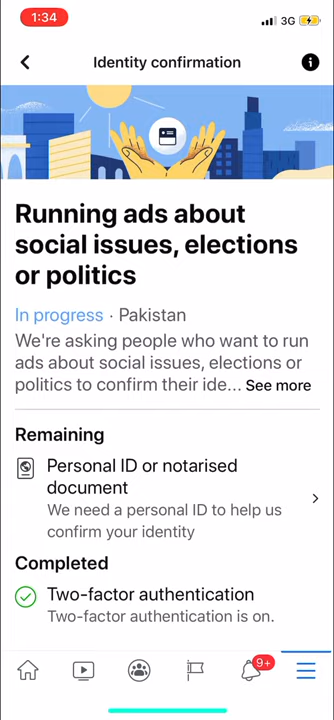 1:34
3G
Identity confirmation
Running ads about
social issues, elections
or politics
In progress · Pakistan
We're asking people who want to run
ads about social issues, elections or
politics to confirm their ide... See more
Remaining
Personal ID or notarised
document
We need a personal ID to help us
confirm your identity
Completed
Two-factor authentication
Two-factor authentication is on.
9+